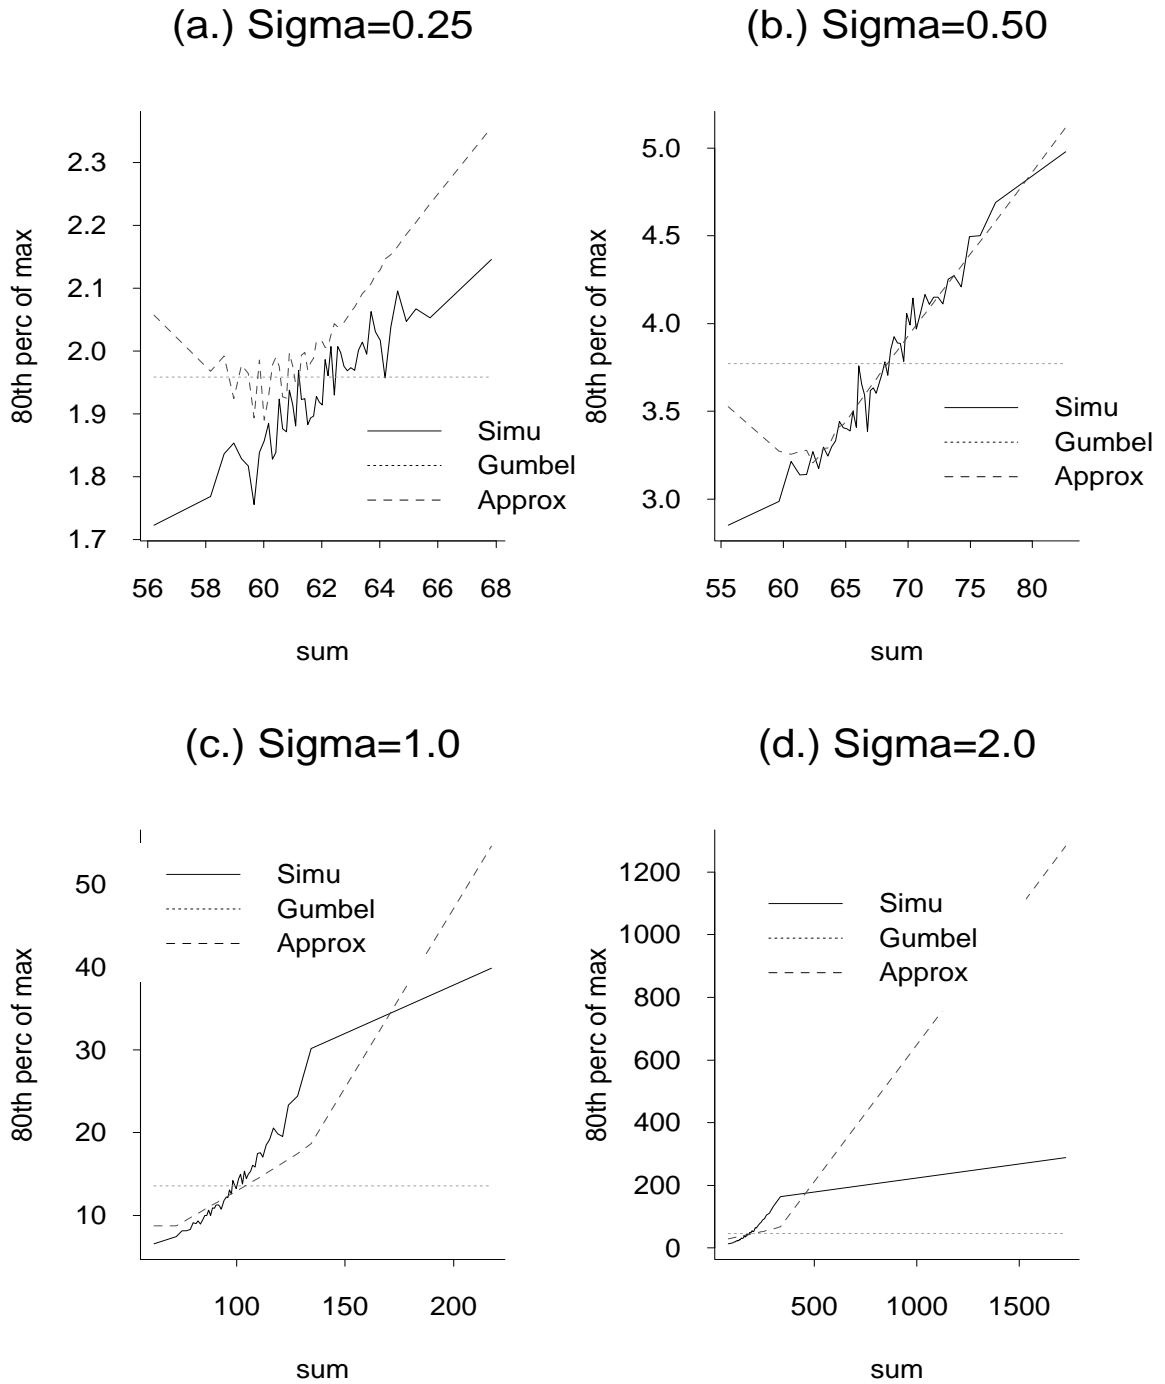 (a.) Sigma=0.25
80th perc of max
2.3
2.2
2.1
2.0
1.9
1.8
1.7
Simu
Gumbel
Approx
56 58 60 62 64 66 68
sum
(b.) Sigma=0.50
80th perc of max
5.0
4.5
4.0
3.5
3.0
Simu
Gumbel
Approx
55 60 65 70 75 80
sum
(c.) Sigma=1.0
80th perc of max
50
40
30
20
10
Simu
Gumbel
Approx
100 150 200
sum
(d.) Sigma=2.0
80th perc of max
1200
1000
800
600
400
200
0
Simu
Gumbel
Approx
500 1000 1500
sum